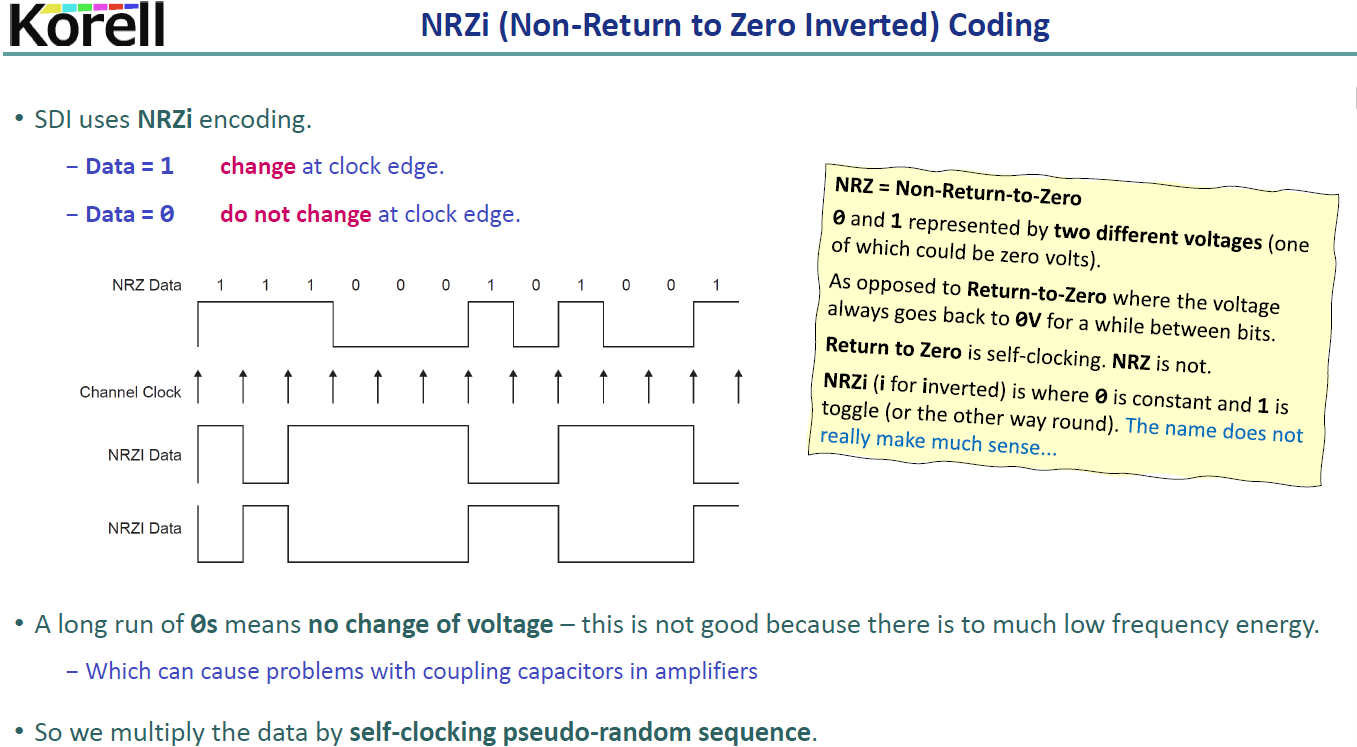 Korell
NRZi (Non-Return to Zero Inverted) Coding
• SDI uses NRZi encoding.
– Data = 1 change at clock edge.
– Data = 0 do not change at clock edge.
NRZ = Non-Return-to-Zero
0 and 1 represented by two different voltages (one
of which could be zero volts).
As opposed to Return-to-Zero where the voltage
always goes back to 0V for a while between bits.
Return to Zero is self-clocking. NRZ is not.
NRZi (i for inverted) is where 0 is constant and 1 is
toggle (or the other way round). The name does not
really make much sense...
NRZ Data 1 1 1 0 0 0 1 0 1 0 0 1
Channel Clock
NRZI Data
NRZI Data
• A long run of 0s means no change of voltage – this is not good because there is to much low frequency energy.
– Which can cause problems with coupling capacitors in amplifiers
• So we multiply the data by self-clocking pseudo-random sequence.